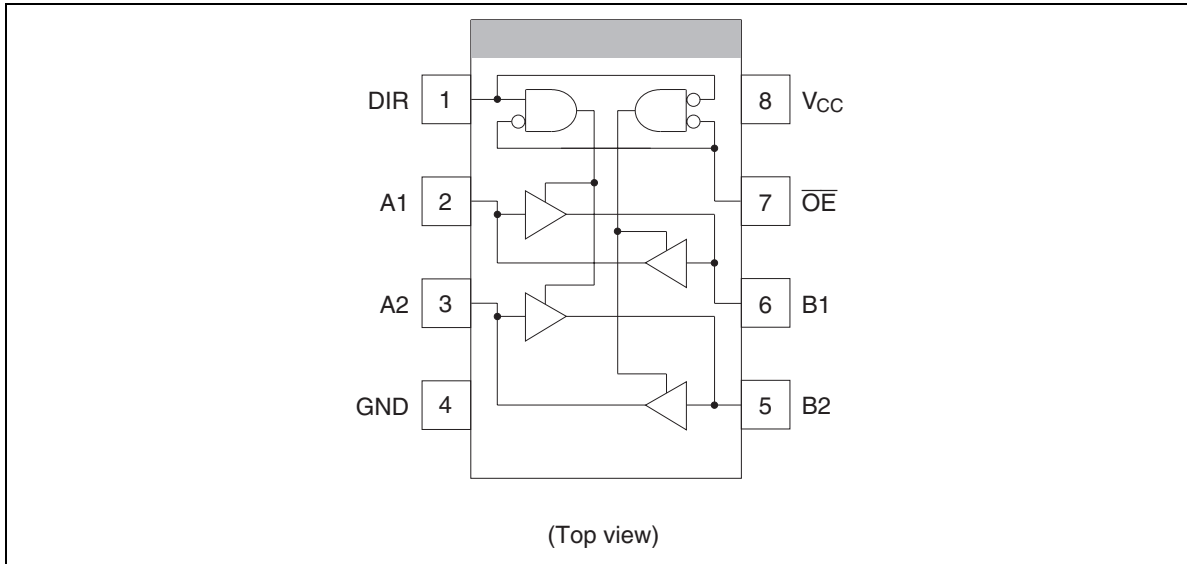 DIR 1 8 VCC
A1 2 7 OE
A2 3 6 B1
GND 4 5 B2
(Top view)